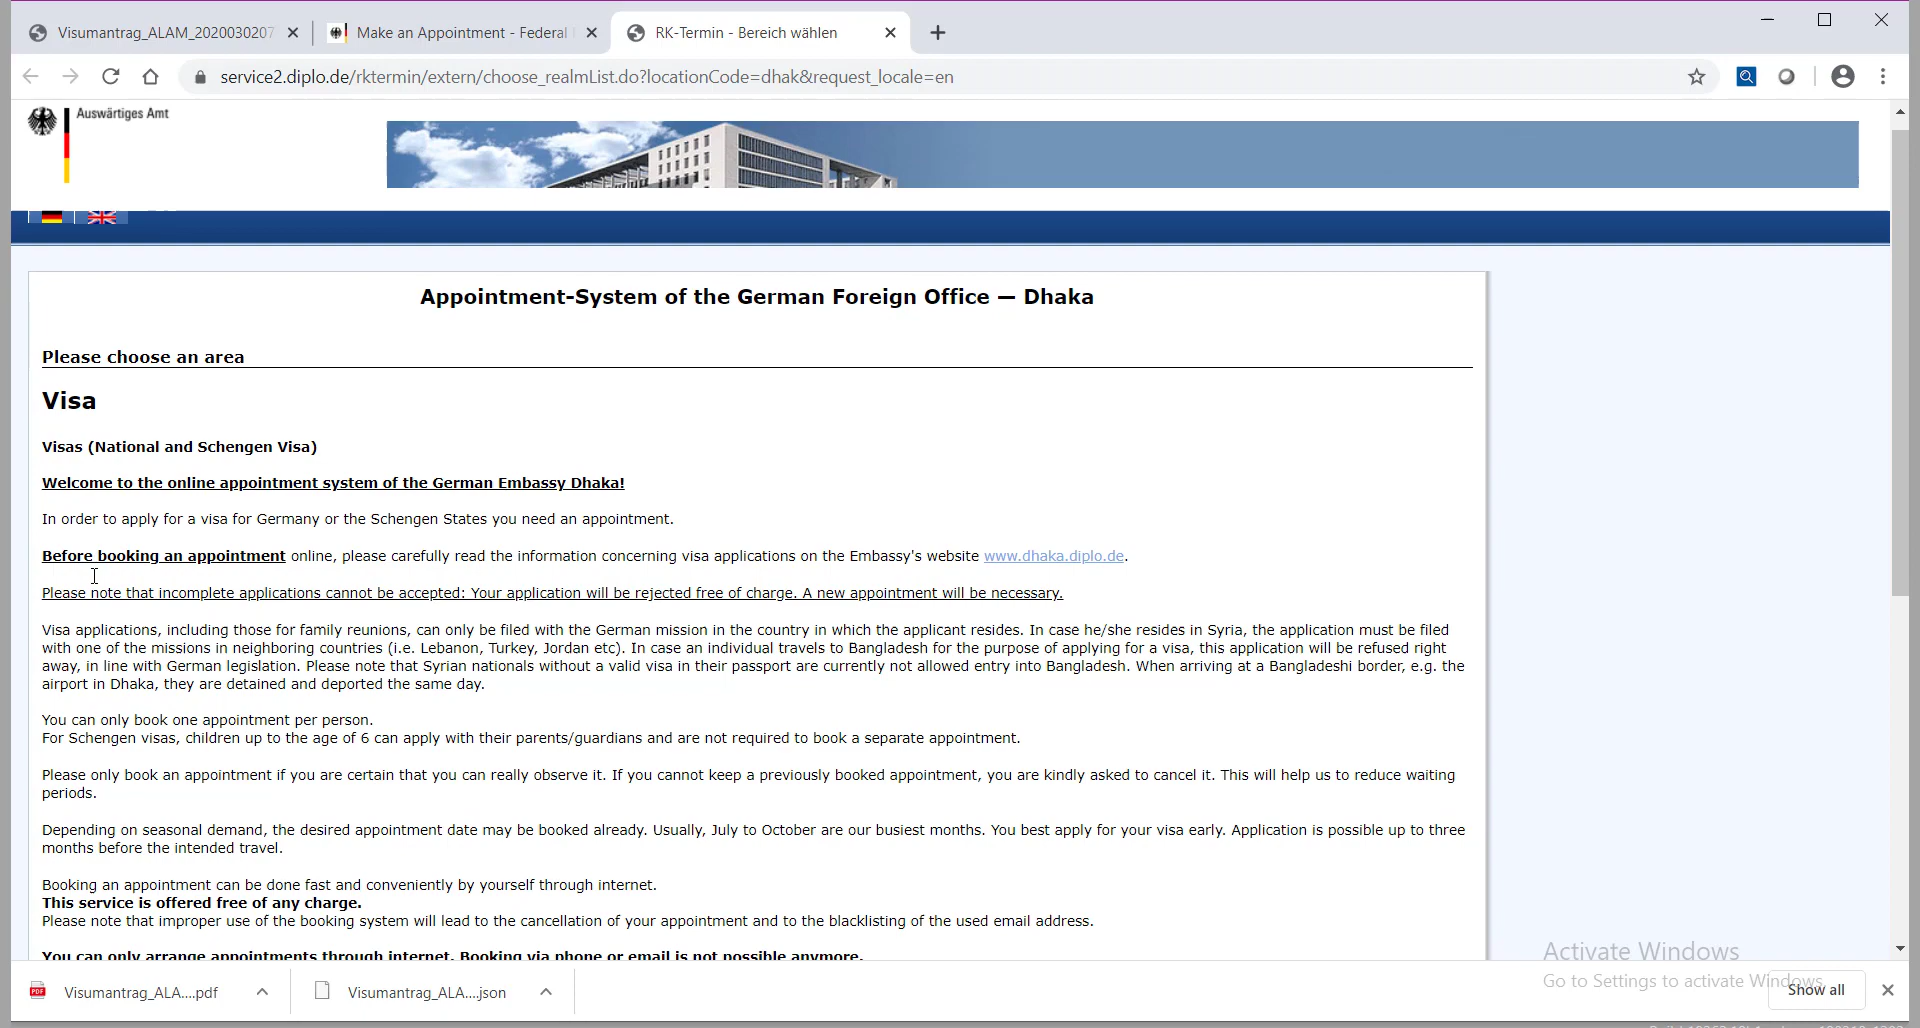 Visumantrag_ALAM_2020030207
Make an Appointment - Federal
RK-Termin - Bereich wählen
service2.diplo.de/rktermin/extern/choose_realmList.do?locationCode=dhak&request_locale=en
Auswärtiges Amt
Appointment-System of the German Foreign Office — Dhaka
Please choose an area
Visa
Visas (National and Schengen Visa)
Welcome to the online appointment system of the German Embassy Dhaka!
In order to apply for a visa for Germany or the Schengen States you need an appointment.
Before booking an appointment online, please carefully read the information concerning visa applications on the Embassy's website www.dhaka.diplo.de.
Please note that incomplete applications cannot be accepted: Your application will be rejected free of charge. A new appointment will be necessary.
Visa applications, including those for family reunions, can only be filed with the German mission in the country in which the applicant resides. In case he/she resides in Syria, the application must be filed
with one of the missions in neighboring countries (i.e. Lebanon, Turkey, Jordan etc). In case an individual travels to Bangladesh for the purpose of applying for a visa, this application will be refused right
away, in line with German legislation. Please note that Syrian nationals without a valid visa in their passport are currently not allowed entry into Bangladesh. When arriving at a Bangladeshi border, e.g. the
airport in Dhaka, they are detained and deported the same day.
You can only book one appointment per person.
For Schengen visas, children up to the age of 6 can apply with their parents/guardians and are not required to book a separate appointment.
Please only book an appointment if you are certain that you can really observe it. If you cannot keep a previously booked appointment, you are kindly asked to cancel it. This will help us to reduce waiting
periods.
Depending on seasonal demand, the desired appointment date may be booked already. Usually, July to October are our busiest months. You best apply for your visa early. Application is possible up to three
months before the intended travel.
Booking an appointment can be done fast and conveniently by yourself through internet.
This service is offered free of any charge.
Please note that improper use of the booking system will lead to the cancellation of your appointment and to the blacklisting of the used email address.
You can only arrange appointments through internet. Booking via phone or email is not possible anymore.
Activate Windows
Go to Settings to activate Windows.
PDF
Visumantrag_ALA....pdf
Visumantrag_ALA....json
Show all